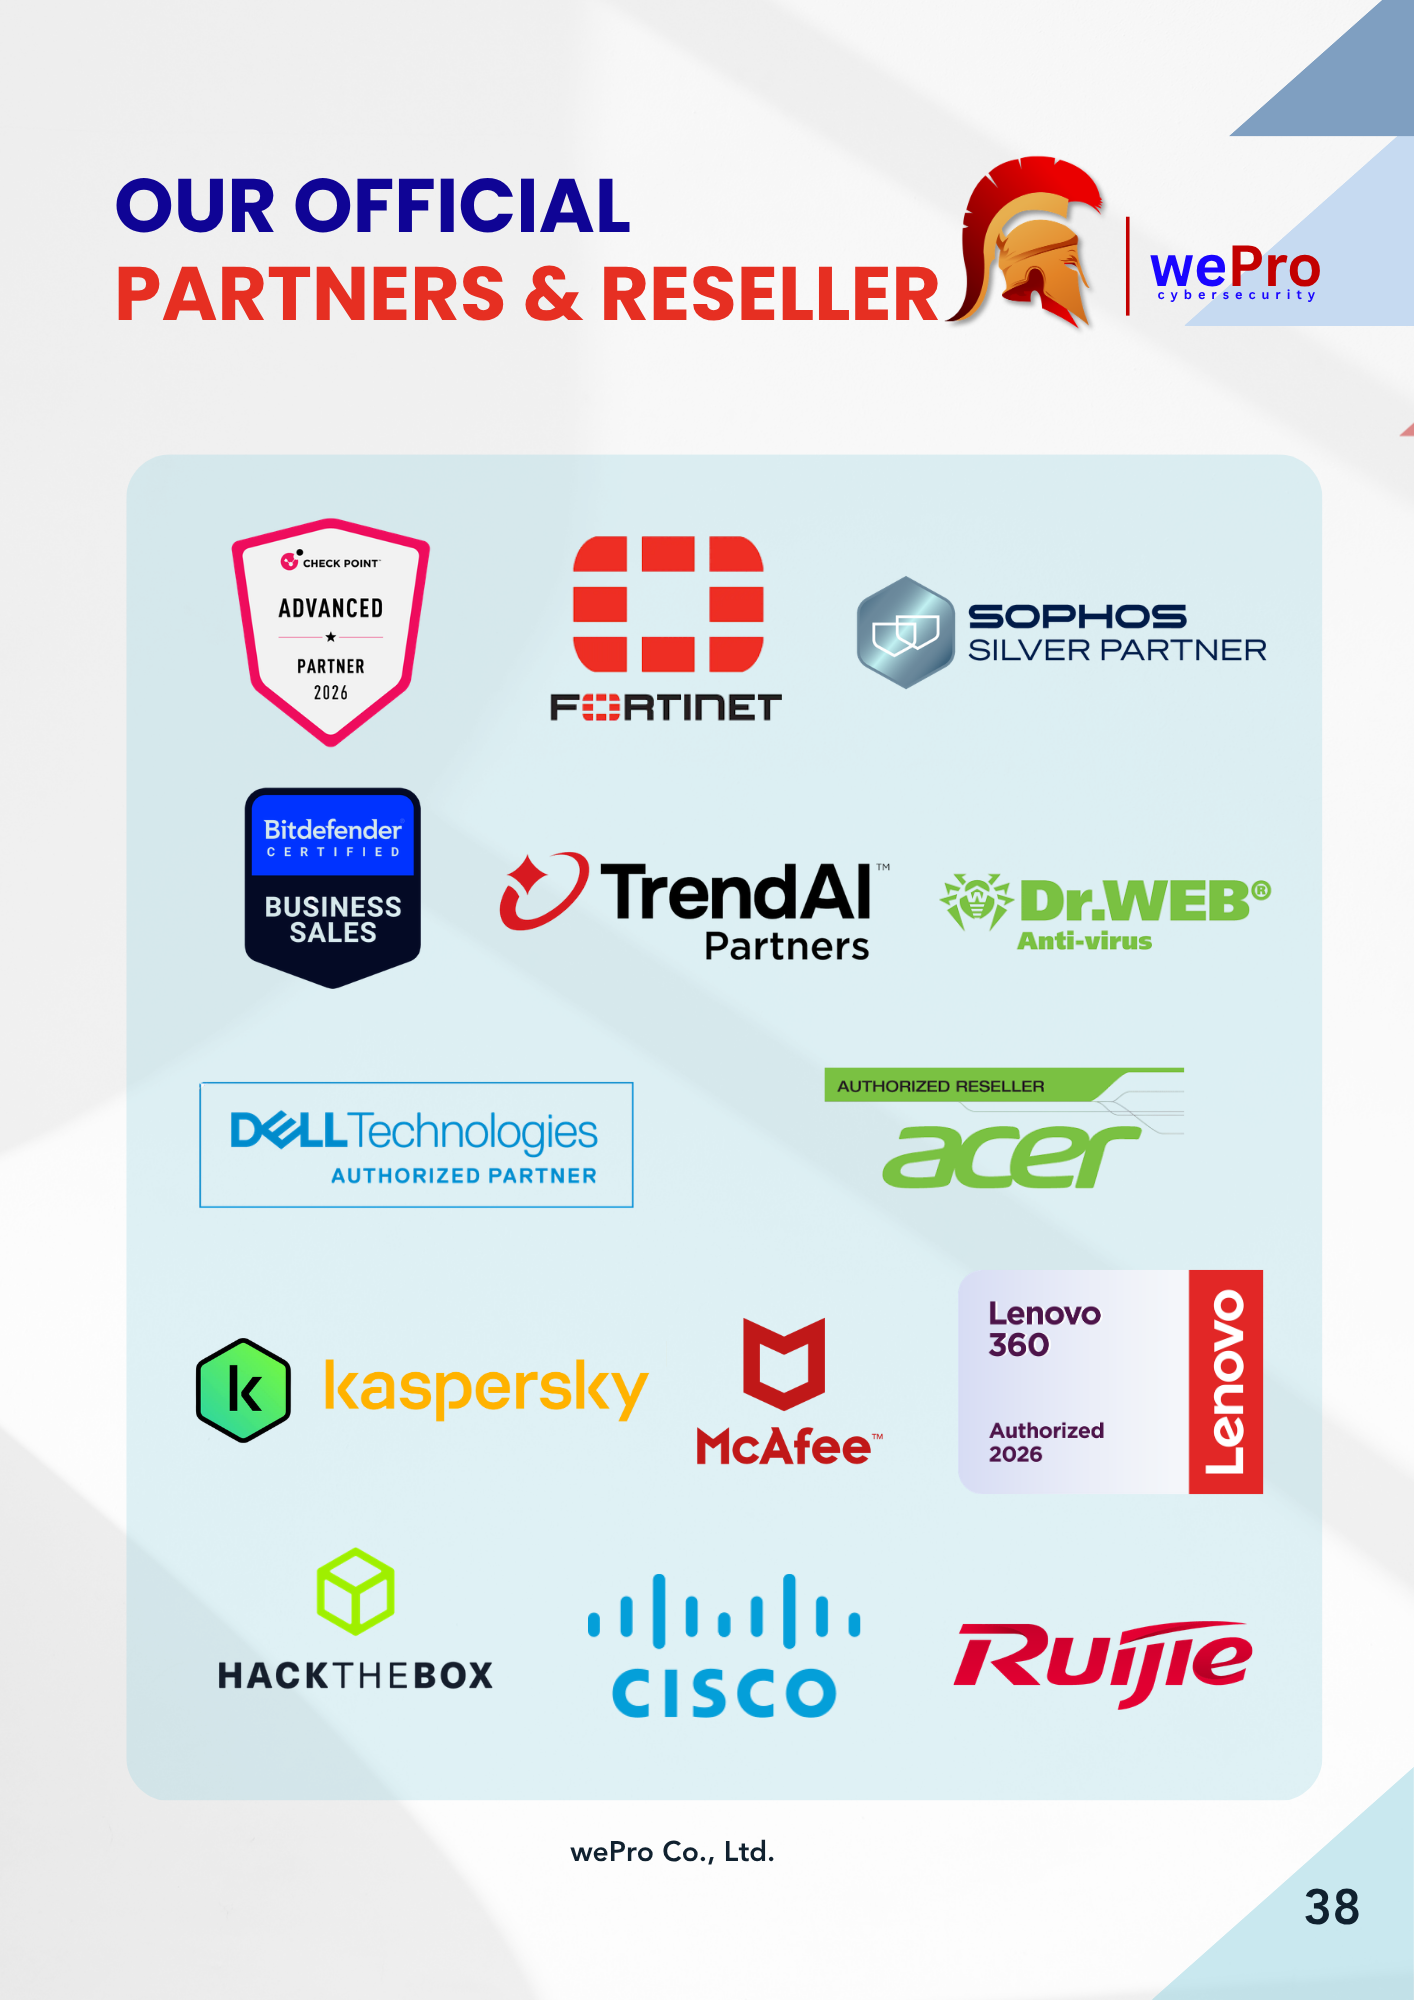 OUR OFFICIAL
PARTNERS & RESELLER
wePro
cybersecurity
CHECK POINT™
ADVANCED
PARTNER
2026
FORTINET
SOPHOS
SILVER PARTNER
Bitdefender
CERTIFIED
BUSINESS
SALES
TrendAI™
Partners
Dr.WEB®
Anti-virus
DELL Technologies
AUTHORIZED PARTNER
AUTHORIZED RESELLER
acer
k
kaspersky
McAfee™
Lenovo
360
Authorized
2026
Lenovo
HACKTHEBOX
CISCO
Ruijie
wePro Co., Ltd.
38